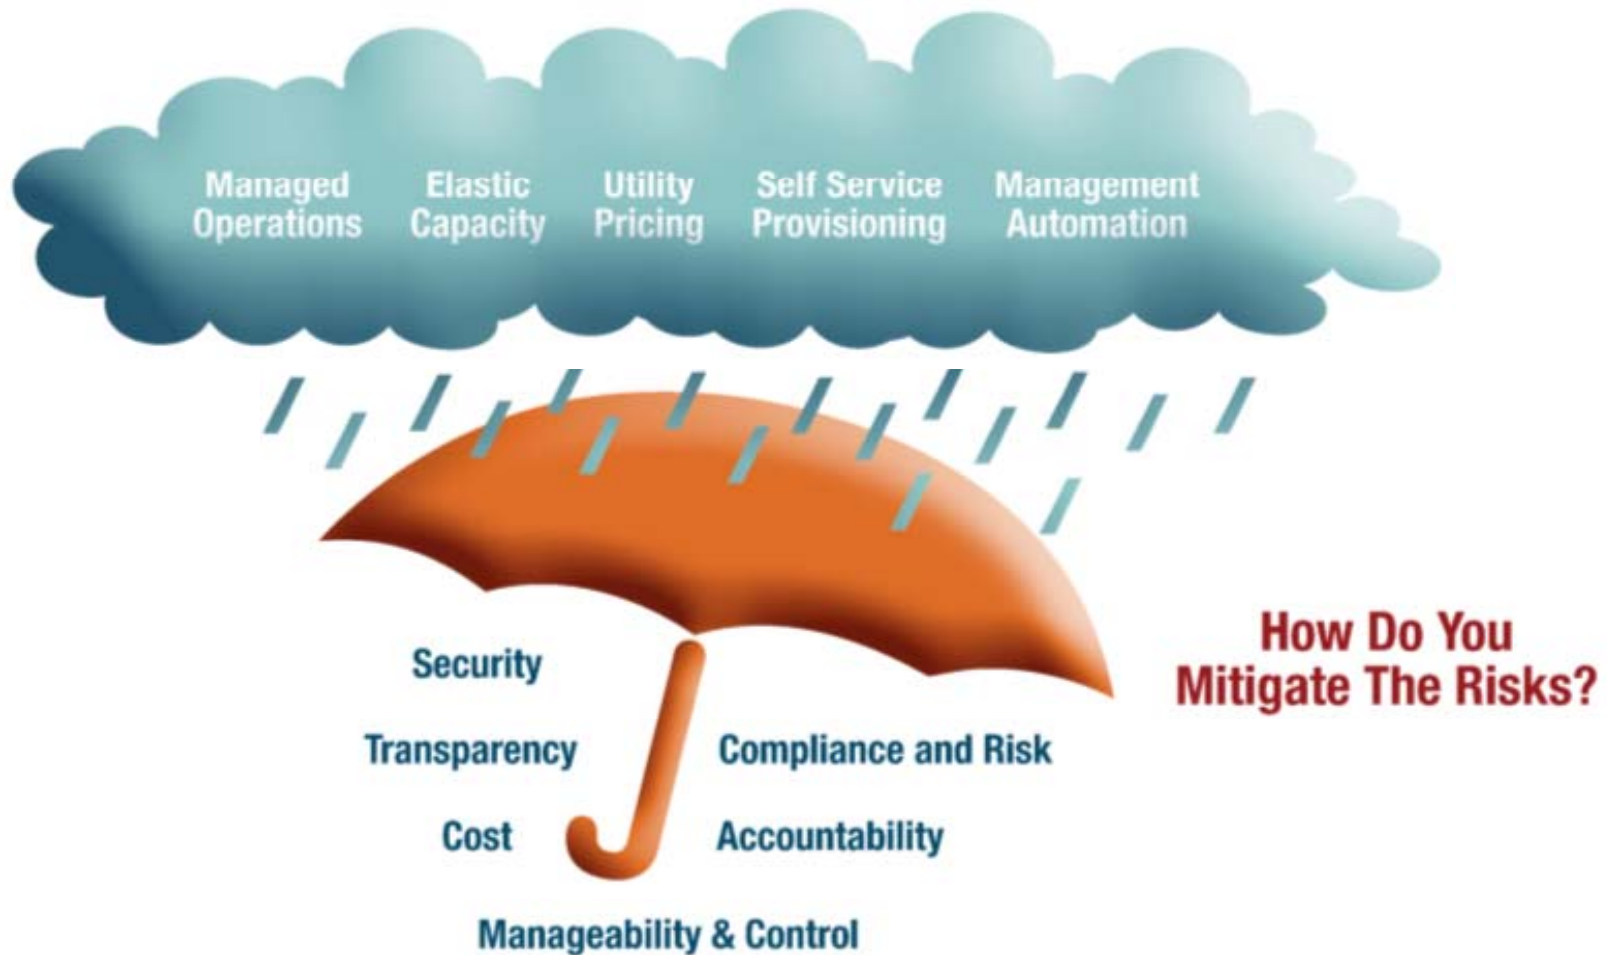 Managed Operations
Elastic Capacity
Utility Pricing
Self Service Provisioning
Management Automation
How Do You
Mitigate The Risks?
Security
Transparency
Compliance and Risk
Cost
Accountability
Manageability & Control